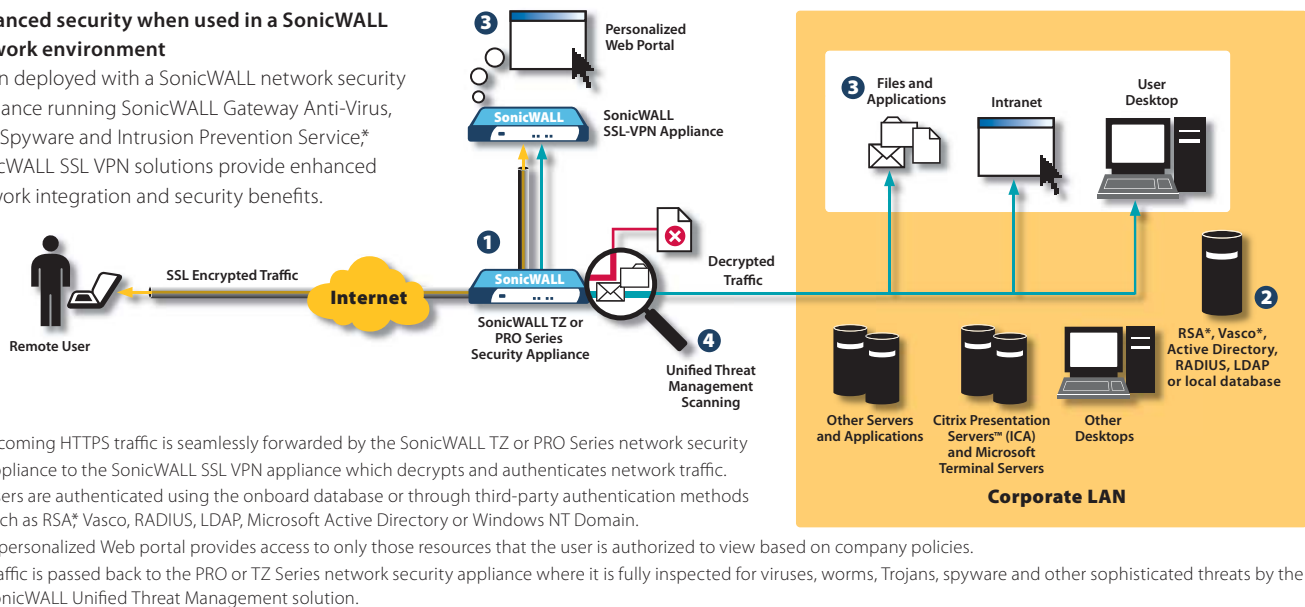 anced security when used in a SonicWALL
work environment
n deployed with a SonicWALL network security
iance running SonicWALL Gateway Anti-Virus,
Spyware and Intrusion Prevention Service,*
icWALL SSL VPN solutions provide enhanced
work integration and security benefits.
3
Personalized
Web Portal
SonicWALL
SonicWALL
SSL-VPN Appliance
3
Files and
Applications
Intranet
User
Desktop
1
SSL Encrypted Traffic
Internet
Remote User
SonicWALL
SonicWALL TZ or
PRO Series
Security Appliance
Decrypted
Traffic
4
Unified Threat
Management
Scanning
2
RSA*, Vasco*,
Active Directory,
RADIUS, LDAP
or local database
Other Servers
and Applications
Citrix Presentation
Servers™ (ICA)
and Microsoft
Terminal Servers
Other
Desktops
Corporate LAN
coming HTTPS traffic is seamlessly forwarded by the SonicWALL TZ or PRO Series network security
ppliance to the SonicWALL SSL VPN appliance which decrypts and authenticates network traffic.
sers are authenticated using the onboard database or through third-party authentication methods
ch as RSA,* Vasco, RADIUS, LDAP, Microsoft Active Directory or Windows NT Domain.
personalized Web portal provides access to only those resources that the user is authorized to view based on company policies.
affic is passed back to the PRO or TZ Series network security appliance where it is fully inspected for viruses, worms, Trojans, spyware and other sophisticated threats by the
onicWALL Unified Threat Management solution.